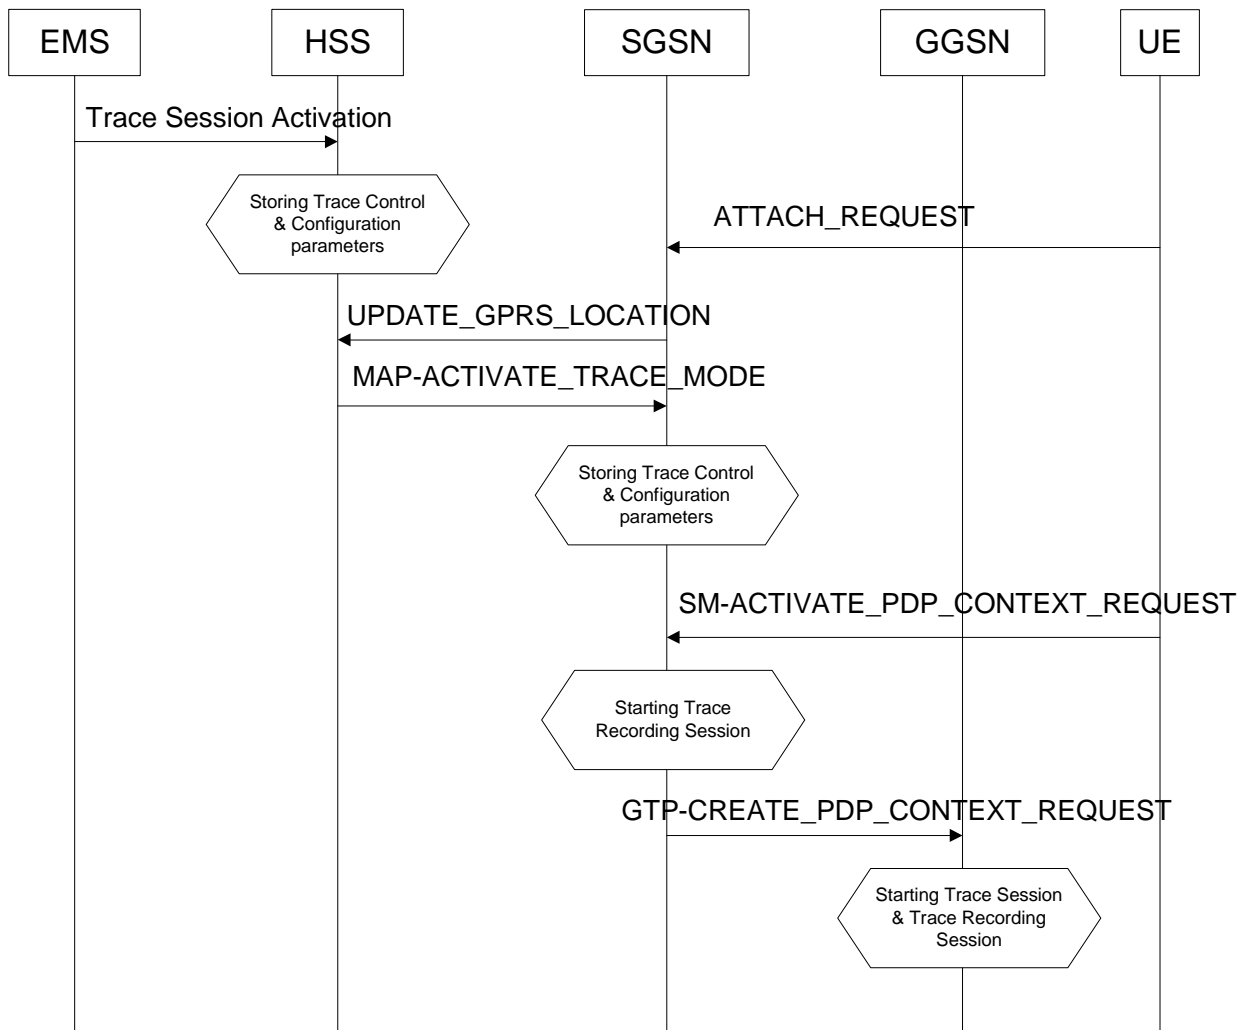 EMS
HSS
SGSN
GGSN
UE
Trace Session Activation
Storing Trace Control
& Configuration
parameters
ATTACH_REQUEST
UPDATE_GPRS_LOCATION
MAP-ACTIVATE_TRACE_MODE
Storing Trace Control
& Configuration
parameters
SM-ACTIVATE_PDP_CONTEXT_REQUEST
Starting Trace
Recording Session
GTP-CREATE_PDP_CONTEXT_REQUEST
Starting Trace Session
& Trace Recording
Session